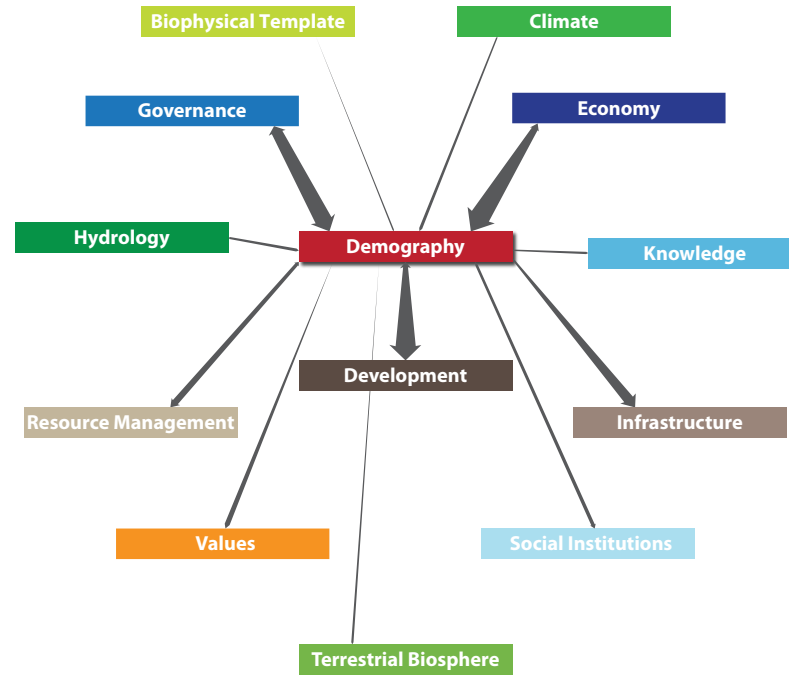 Biophysical Template
Climate
Governance
Economy
Hydrology
Demography
Knowledge
Development
Resource Management
Infrastructure
Values
Social Institutions
Terrestrial Biosphere